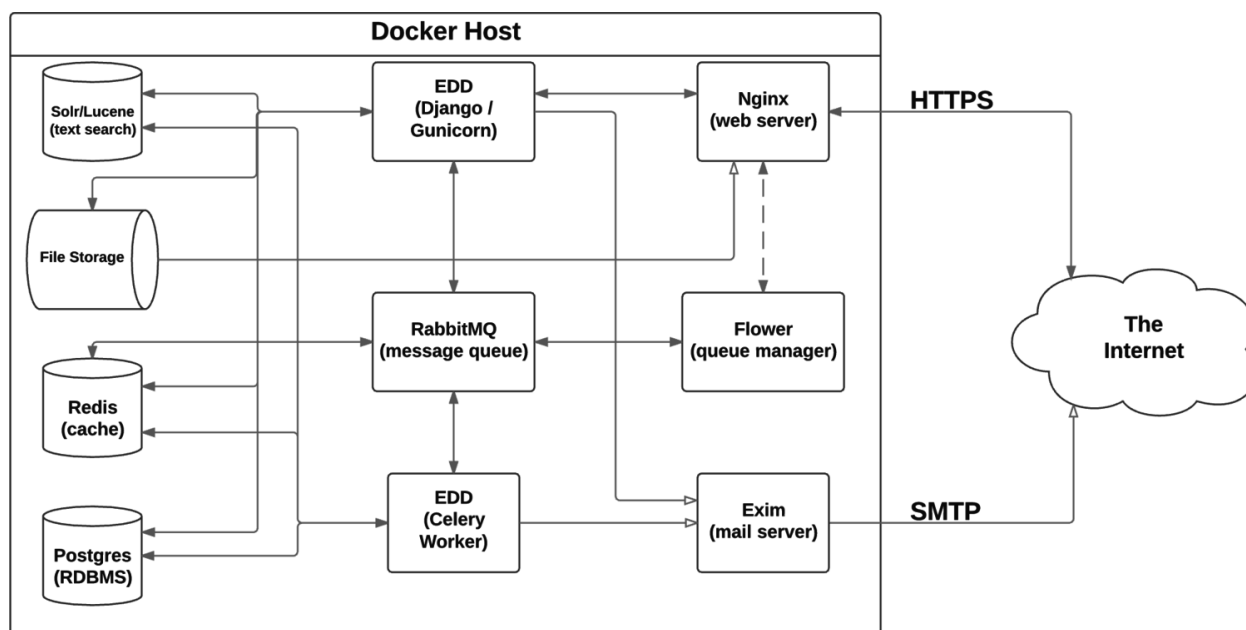 Docker Host
Solr/Lucene
(text search)
EDD
(Django /
Gunicorn)
Nginx
(web server)
HTTPS
File Storage
RabbitMQ
(message queue)
Flower
(queue manager)
The
Internet
Redis
(cache)
EDD
(Celery
Worker)
Exim
(mail server)
SMTP
Postgres
(RDBMS)